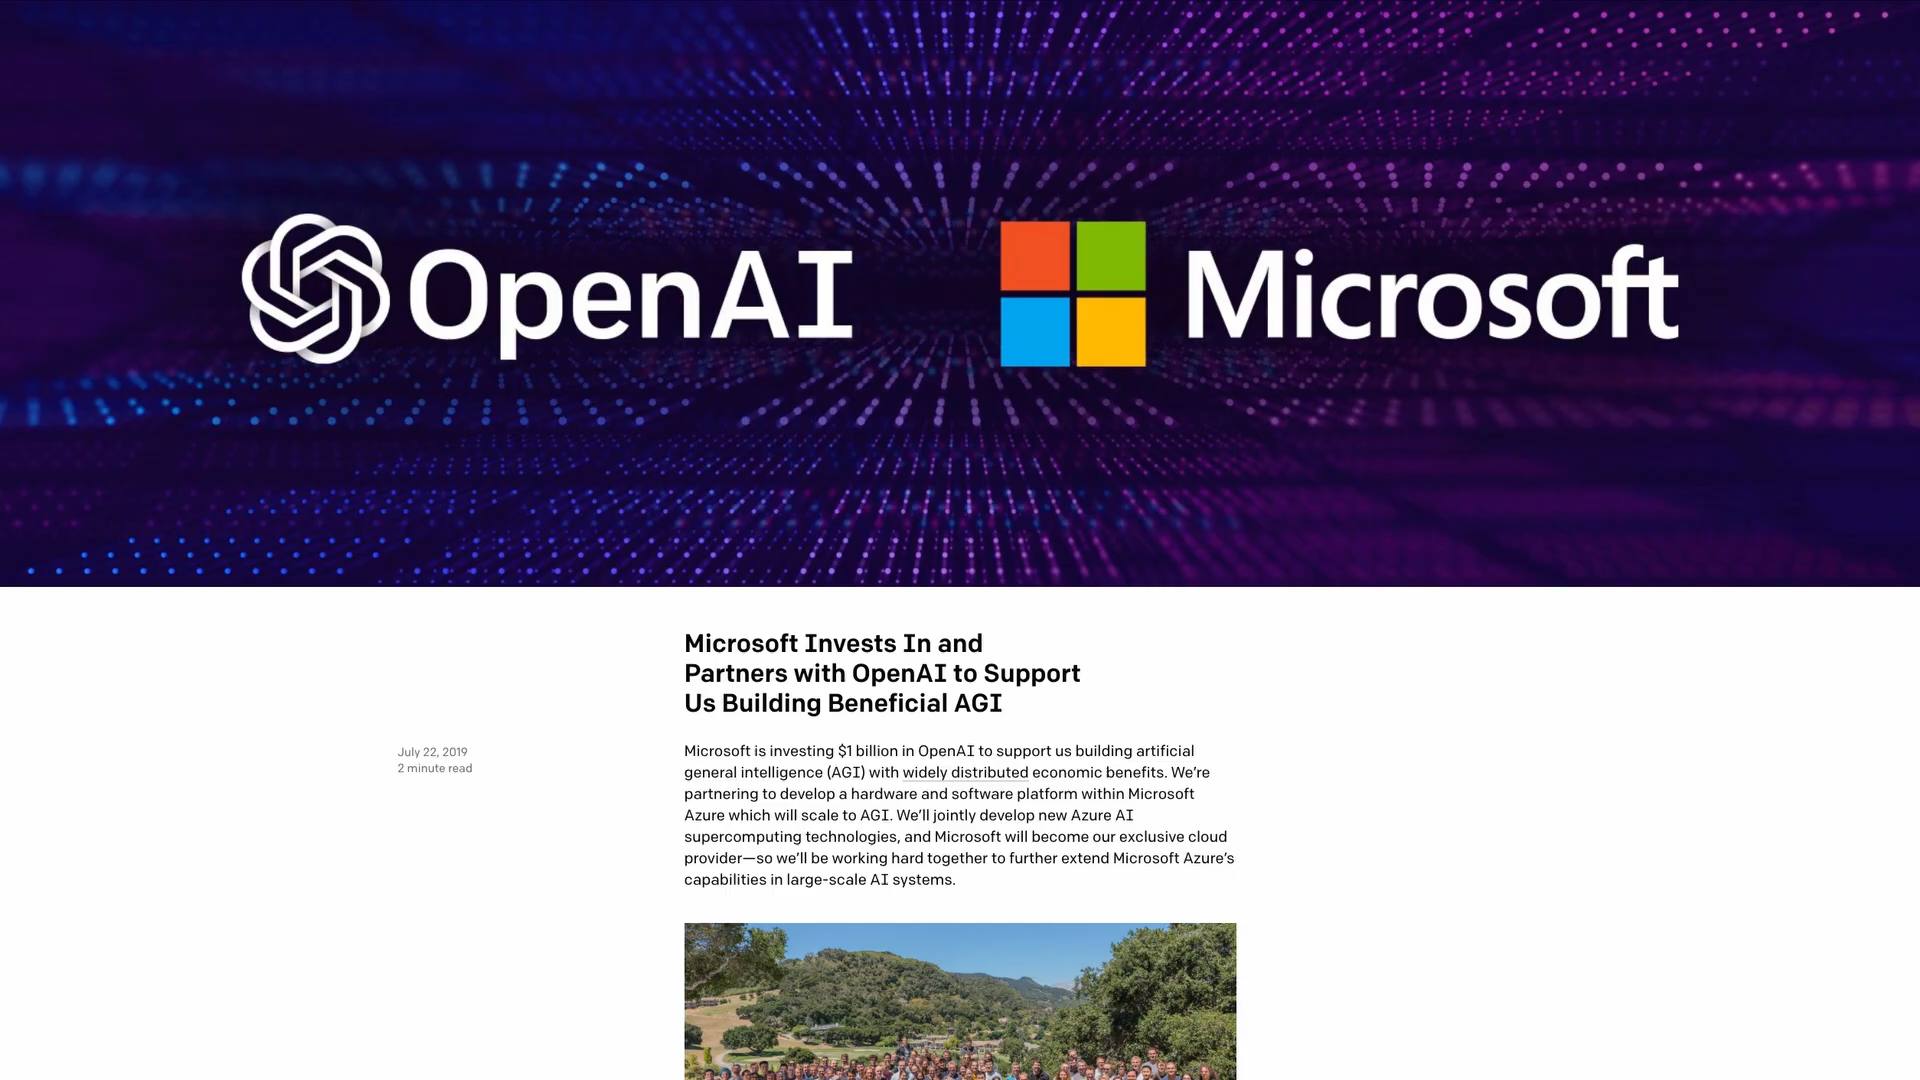 OpenAI
Microsoft
Microsoft Invests In and
Partners with OpenAI to Support
Us Building Beneficial AGI
July 22, 2019
2 minute read
Microsoft is investing $1 billion in OpenAI to support us building artificial
general intelligence (AGI) with widely distributed economic benefits. We’re
partnering to develop a hardware and software platform within Microsoft
Azure which will scale to AGI. We’ll jointly develop new Azure AI
supercomputing technologies, and Microsoft will become our exclusive cloud
provider—so we’ll be working hard together to further extend Microsoft Azure’s
capabilities in large-scale AI systems.